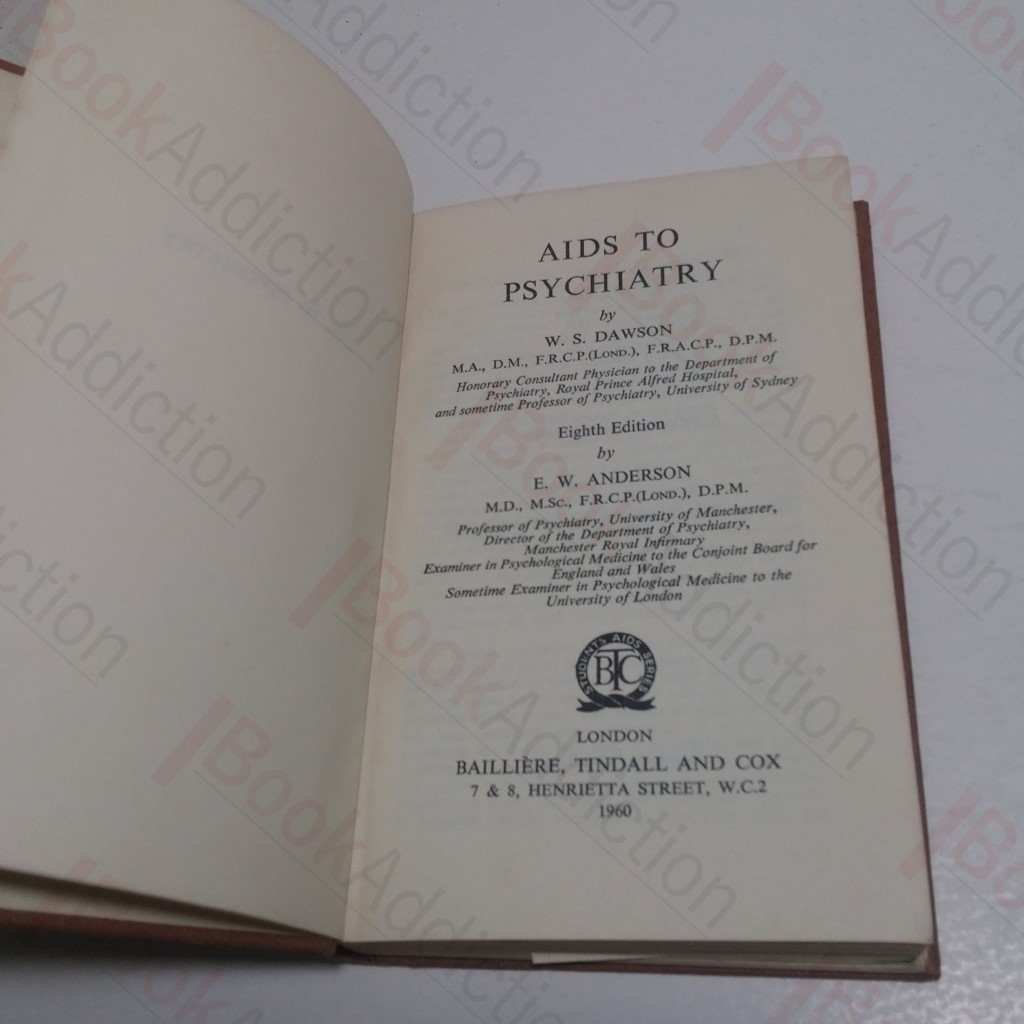 AIDS TO
PSYCHIATRY
by
W. S. DAWSON
M.A., D.M., F.R.C.P.(LOND.), F.R.A.C.P., D.P.M.
Honorary Consultant Physician to the Department of
Psychiatry, Royal Prince Alfred Hospital,
and sometime Professor of Psychiatry, University of Sydney
Eighth Edition
by
E. W. ANDERSON
M.D., M.SC., F.R.C.P.(LOND.), D.P.M.
Professor of Psychiatry, University of Manchester,
Director of the Department of Psychiatry,
Manchester Royal Infirmary
Examiner in Psychological Medicine to the Conjoint Board for
England and Wales
Sometime Examiner in Psychological Medicine to the
University of London
STUDENTS AIDS SERIES
BTC
LONDON
BAILLIÈRE, TINDALL AND COX
7 & 8, HENRIETTA STREET, W.C.2
1960
BookAddiction